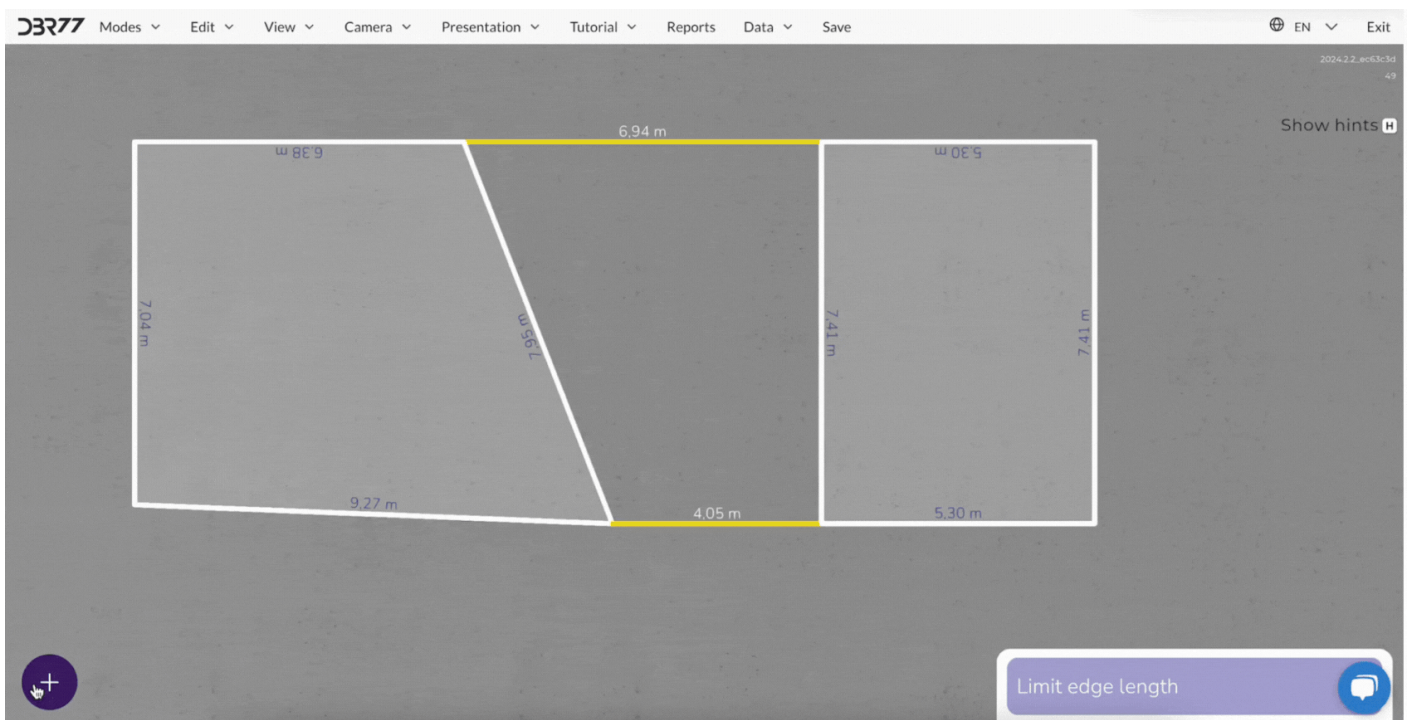 DBR77 Modes Edit View Camera Presentation Tutorial Reports Data Save EN Exit
2024.2.2_ec63c3d
49
Show hints H
6,94 m
6,38 m
5,30 m
7,04 m
7,95 m
7,41 m
7,41 m
9,27 m
4,05 m
5,30 m
Limit edge length